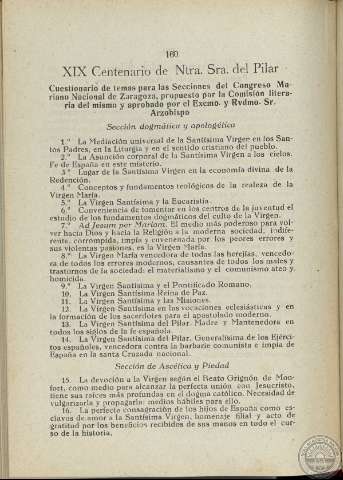 160
XIX Centenario de Ntra. Sra. del Pilar
Cuestionario de temas para las Secciones del Congreso Ma-
riano Nacional de Zaragoza, propuesto por la Comisión litera-
ria del mismo y aprobado por el Excmo. y Rvdmo. Sr.
Arzobispo
Sección dogmática y apologética
1.º La Mediación universal de la Santísima Virgen en los San-
tos Padres, en la Liturgia y en el sentido cristiano del pueblo.
2.º La Asunción corporal de la Santísima Virgen a los cielos.
Fe de España en este misterio.
3.º Lugar de la Santísima Virgen en la economía divina de la
Redención.
4.º Conceptos y fundamentos teológicos de la realeza de la
Virgen María.
5.º La Santísima Virgen y la Eucaristía.
6.º Conveniencia de fomentar en los centros de la juventud el
estudio de los fundamentos dogmáticos del culto de la Virgen.
7.º Ad Jesum per Mariam. El medio más poderoso para vol-
ver hacia Dios y hacia la Religión a la moderna sociedad, indife-
rente, corrompida, impía y envenenada por los peores errores y
sus violentas pasiones, es la Virgen María.
8.º La Virgen María vencedora de todas las herejías, vencedo-
ra de todos los errores modernos, causantes de todos los males y
trastornos de la sociedad: el materialismo y el comunismo ateo y
homicida.
9.º La Virgen Santísima y el Pontificado Romano.
10. La Virgen Santísima Reina de Paz.
11. La Virgen Santísima y las Misiones.
12. La Virgen Santísima en las vocaciones eclesiásticas y en
la formación de los sacerdotes para el apostolado moderno.
13. La Virgen Santísima del Pilar, Madre y Mantenedora en
todos los siglos de la fe española.
14. La Virgen Santísima del Pilar, Generalísima de los Ejérci-
tos españoles, vencedora contra la barbarie comunista e impía de
España en la santa Cruzada nacional.
Sección de Ascética y Piedad
15. La devoción a la Virgen según el Beato Grignón de Mon-
fort, como medio para alcanzar la perfecta unión con Jesucristo,
tiene sus raíces más profundas en el dogma católico. Necesidad de
vulgarizarla y propagarla: medios hábiles para ello.
16. La perfecta consagración de los hijos de España como es-
clavos de amor a la Santísima Virgen, homenaje filial y acto de
gratitud por los beneficios recibidos de sus manos en todo el cur-
so de la historia.